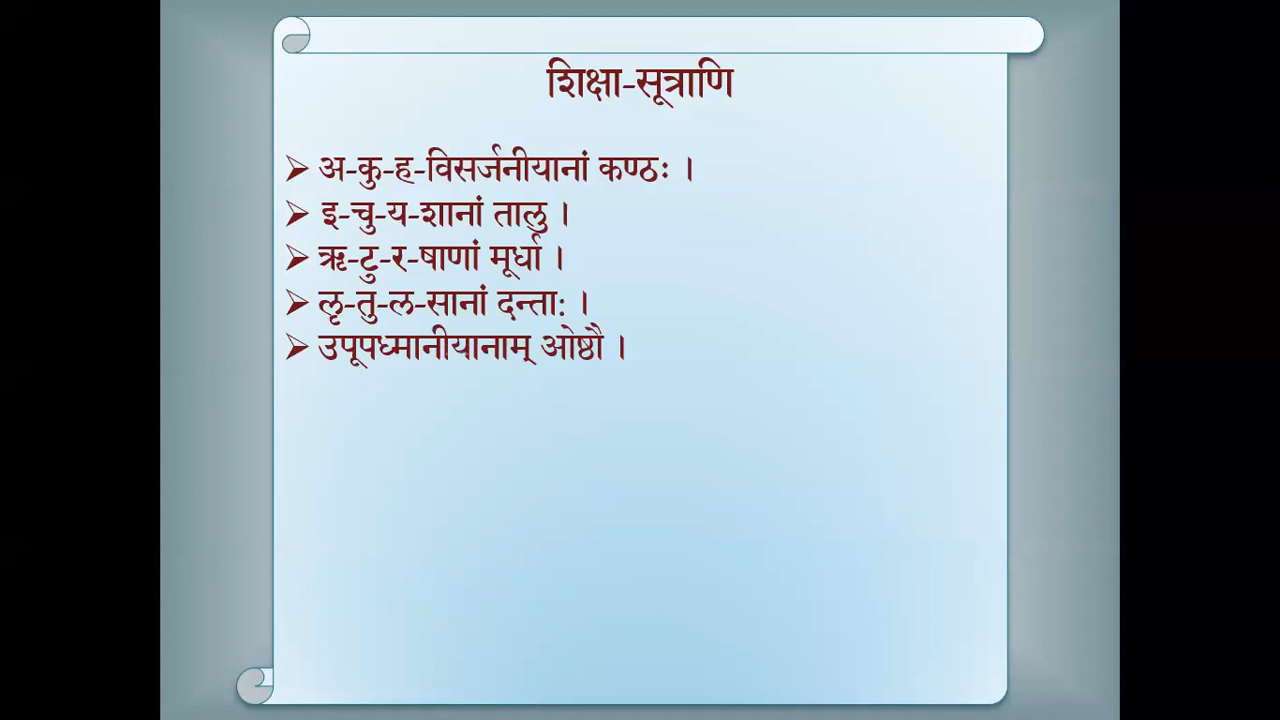 शिक्षा-सूत्राणि
अ-कु-ह-विसर्जनीयानां कण्ठः ।
इ-चु-य-शानां तालु ।
ऋ-टु-र-षाणां मूर्धा ।
लृ-तु-ल-सानां दन्ताः ।
उपूपध्मानीयानाम् ओष्ठौ ।